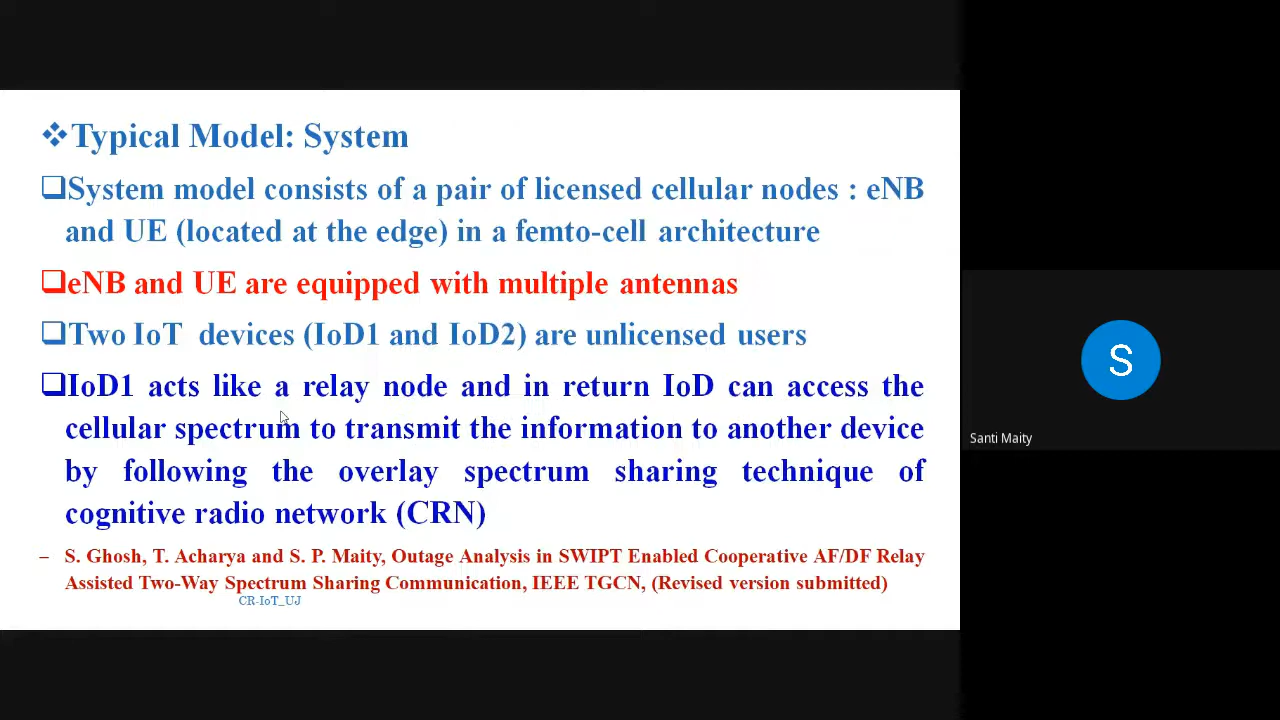 ❖Typical Model: System
❑System model consists of a pair of licensed cellular nodes : eNB
and UE (located at the edge) in a femto-cell architecture
❑eNB and UE are equipped with multiple antennas
❑Two IoT devices (IoD1 and IoD2) are unlicensed users
❑IoD1 acts like a relay node and in return IoD can access the
cellular spectrum to transmit the information to another device
by following the overlay spectrum sharing technique of
cognitive radio network (CRN)
– S. Ghosh, T. Acharya and S. P. Maity, Outage Analysis in SWIPT Enabled Cooperative AF/DF Relay
Assisted Two-Way Spectrum Sharing Communication, IEEE TGCN, (Revised version submitted)
CR-IoT_UJ
S
Santi Maity